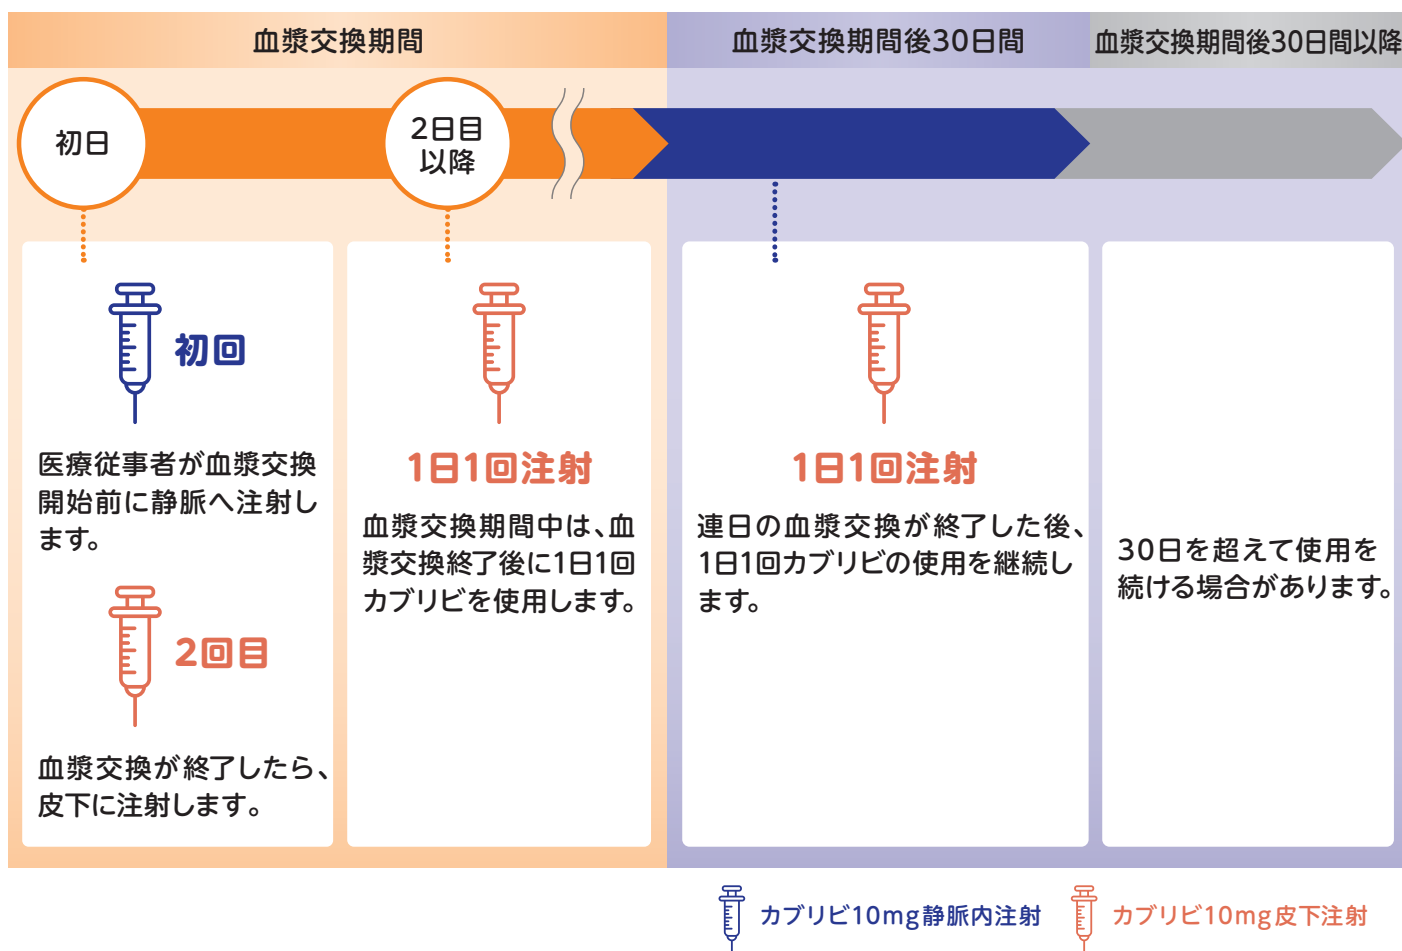 血漿交換期間
血漿交換期間後30日間
血漿交換期間後30日間以降
初日
2日目
以降
初回
医療従事者が血漿交換
開始前に静脈へ注射し
ます。
2回目
血漿交換が終了したら、
皮下に注射します。
1日1回注射
血漿交換期間中は、血
漿交換終了後に1日1回
カブリビを使用します。
1日1回注射
連日の血漿交換が終了した後、
1日1回カブリビの使用を継続し
ます。
30日を超えて使用を
続ける場合があります。
カブリビ10mg静脈内注射
カブリビ10mg皮下注射